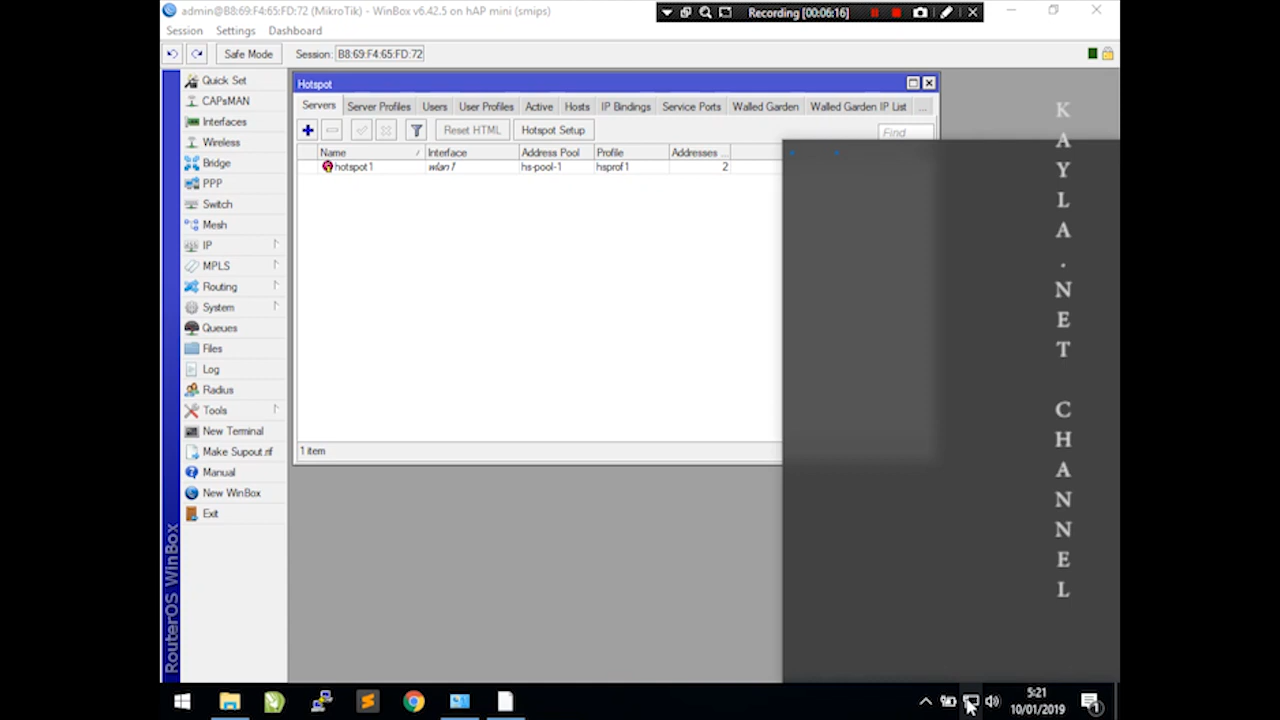 admin@B8:69:F4:65:FD:72 (MikroTik) - WinBox v6.42.5 on hAP mini (smips)
Recording [00:06:16]
Session Settings Dashboard
Safe Mode Session: B8:69:F4:65:FD:72
Quick Set
CAPsMAN
Interfaces
Wireless
Bridge
PPP
Switch
Mesh
IP
MPLS
Routing
System
Queues
Files
Log
Radius
Tools
New Terminal
Make Supout.rif
Manual
New WinBox
Exit
RouterOS WinBox
Hotspot
Servers Server Profiles Users User Profiles Active Hosts IP Bindings Service Ports Walled Garden Walled Garden IP List ...
Reset HTML Hotspot Setup Find
Name / Interface Address Pool Profile Addresses ...
hotspot1 wlan1 hs-pool-1 hsprof1 2
1 item
KAYLA.NET CHANNEL
5:21
10/01/2019
1